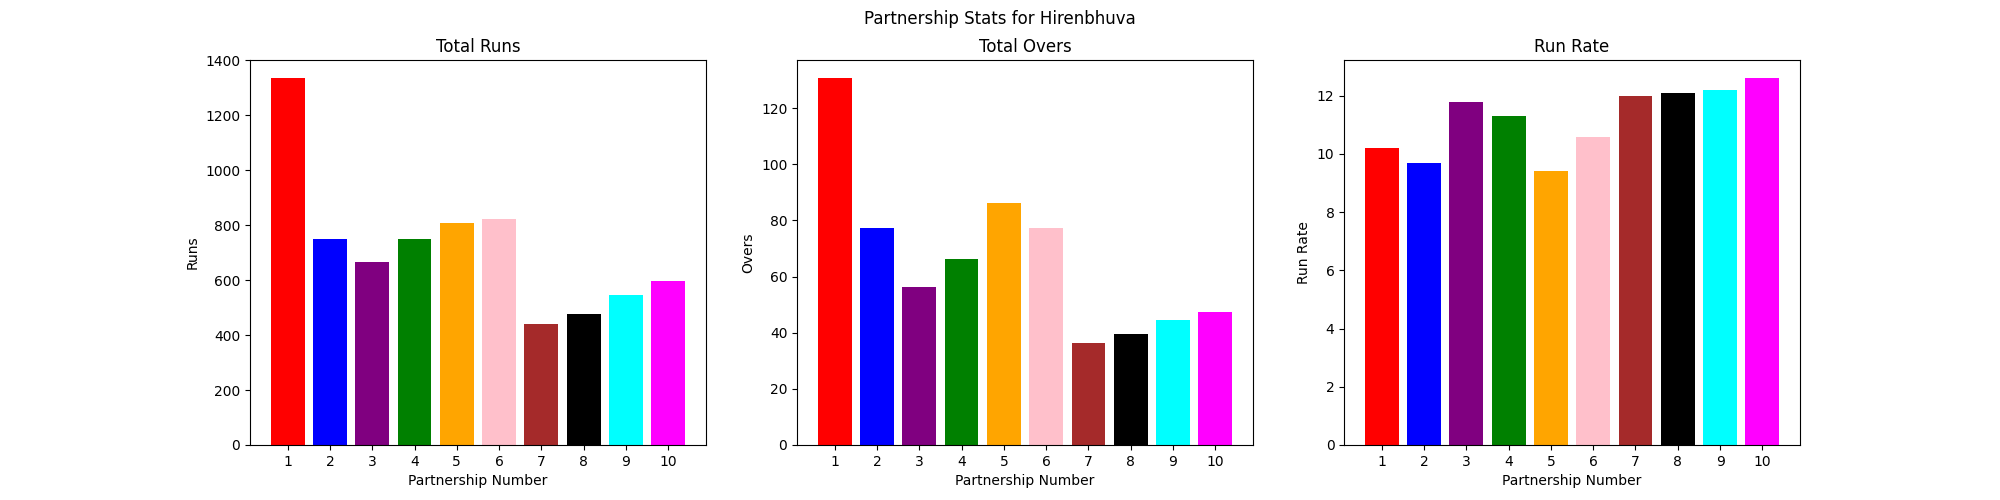 Partnership Stats for Hirenbhuva
Total Runs
1400
1200
1000
800
600
400
200
0
Runs
1 2 3 4 5 6 7 8 9 10
Partnership Number
Total Overs
120
100
80
60
40
20
0
Overs
1 2 3 4 5 6 7 8 9 10
Partnership Number
Run Rate
12
10
8
6
4
2
0
Run Rate
1 2 3 4 5 6 7 8 9 10
Partnership Number